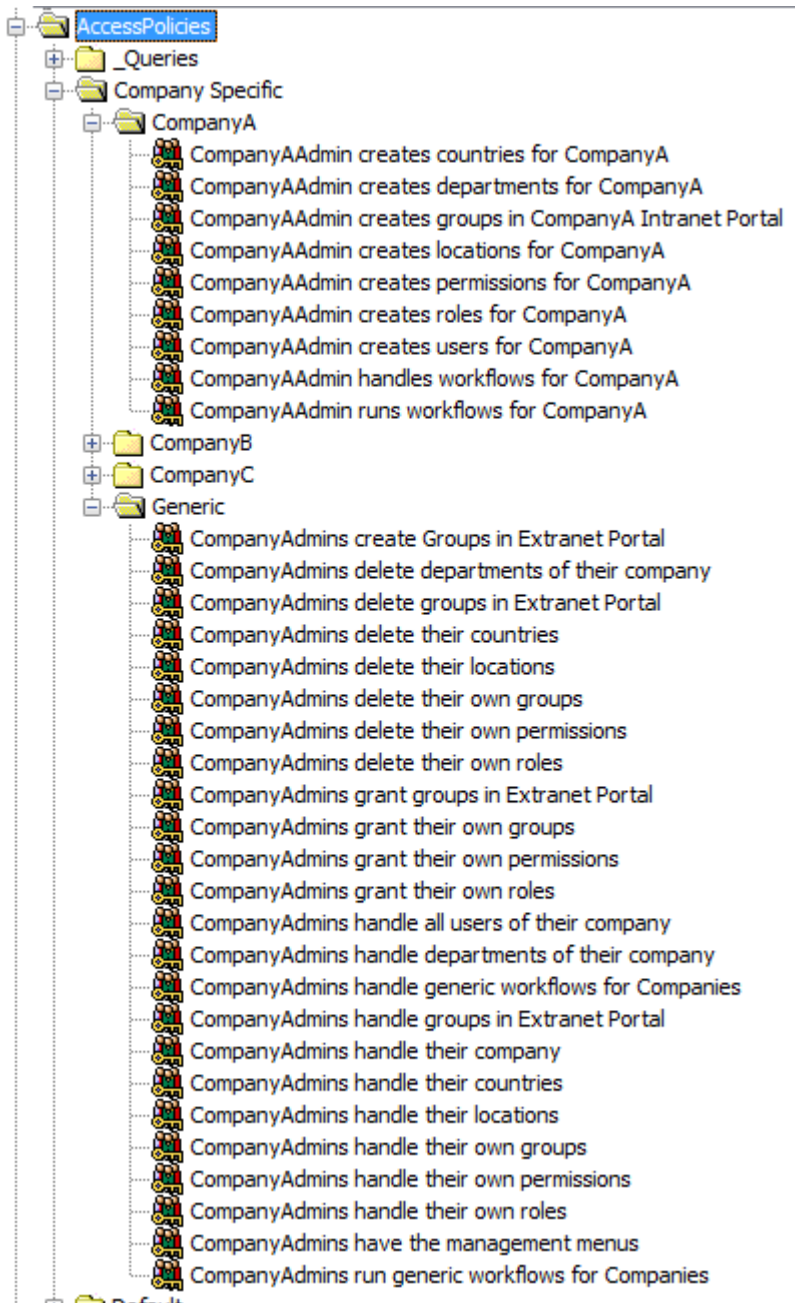 AccessPolicies
_Queries
Company Specific
CompanyA
CompanyAAdmin creates countries for CompanyA
CompanyAAdmin creates departments for CompanyA
CompanyAAdmin creates groups in CompanyA Intranet Portal
CompanyAAdmin creates locations for CompanyA
CompanyAAdmin creates permissions for CompanyA
CompanyAAdmin creates roles for CompanyA
CompanyAAdmin creates users for CompanyA
CompanyAAdmin handles workflows for CompanyA
CompanyAAdmin runs workflows for CompanyA
CompanyB
CompanyC
Generic
CompanyAdmins create Groups in Extranet Portal
CompanyAdmins delete departments of their company
CompanyAdmins delete groups in Extranet Portal
CompanyAdmins delete their countries
CompanyAdmins delete their locations
CompanyAdmins delete their own groups
CompanyAdmins delete their own permissions
CompanyAdmins delete their own roles
CompanyAdmins grant groups in Extranet Portal
CompanyAdmins grant their own groups
CompanyAdmins grant their own permissions
CompanyAdmins grant their own roles
CompanyAdmins handle all users of their company
CompanyAdmins handle departments of their company
CompanyAdmins handle generic workflows for Companies
CompanyAdmins handle groups in Extranet Portal
CompanyAdmins handle their company
CompanyAdmins handle their countries
CompanyAdmins handle their locations
CompanyAdmins handle their own groups
CompanyAdmins handle their own permissions
CompanyAdmins handle their own roles
CompanyAdmins have the management menus
CompanyAdmins run generic workflows for Companies
Default